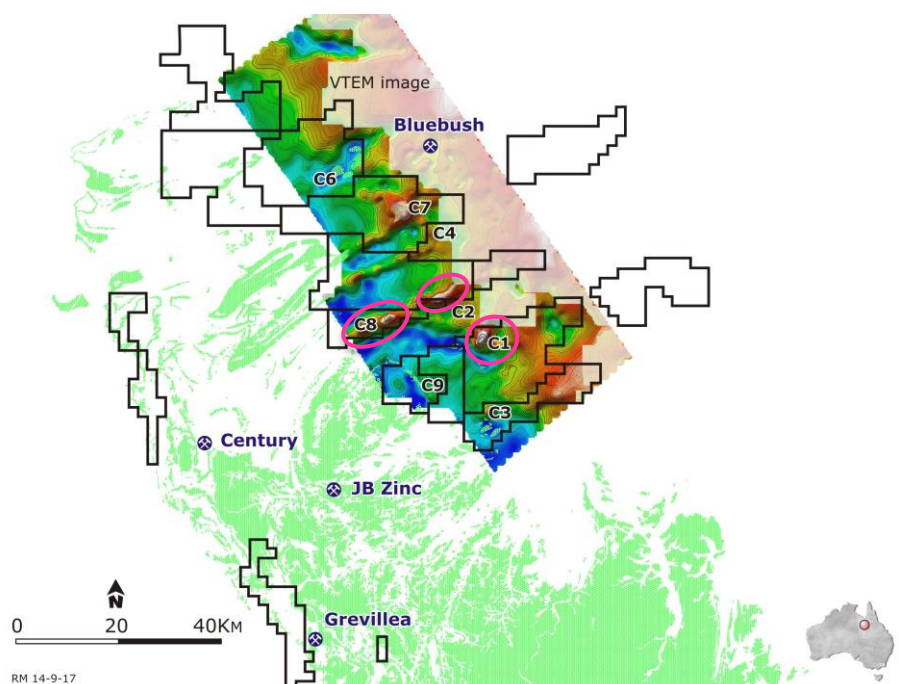 VTEM image
Bluebush
C6
C7
C4
C2
C8
C1
C9
C3
Century
JB Zinc
N
0 20 40KM
Grevillea
RM 14-9-17